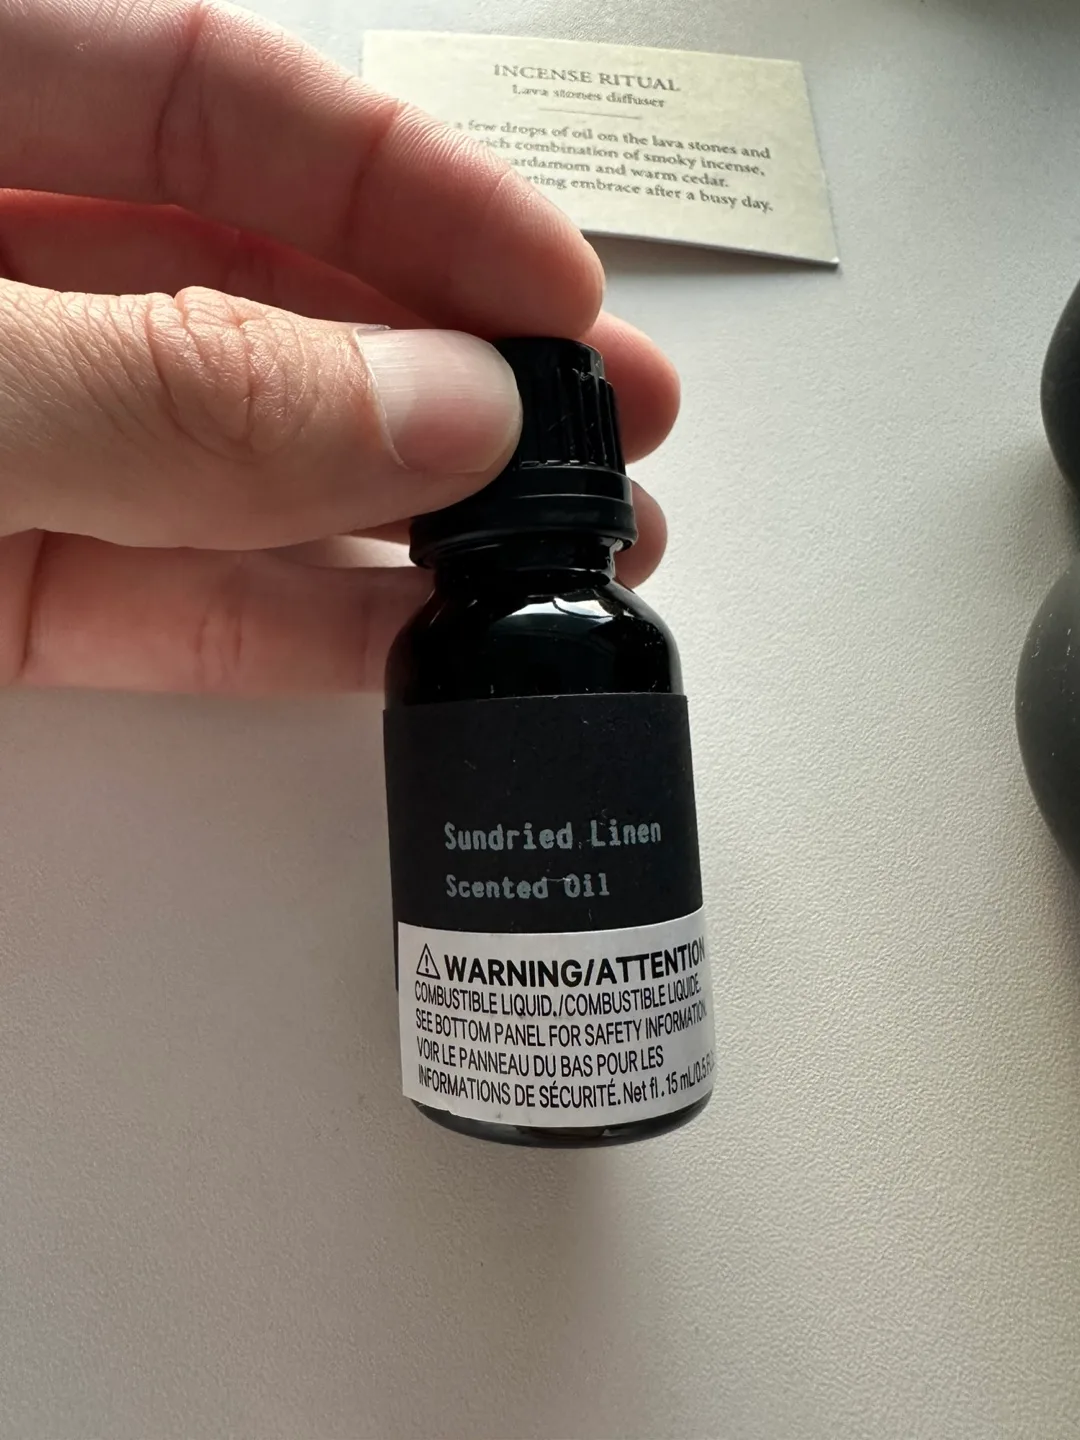 INCENSE RITUAL
Lava stones diffuser
a few drops of oil on the lava stones and
rich combination of smoky incense,
cardamom and warm cedar.
embrace after a busy day.
Sundried Linen
Scented Oil
⚠ WARNING/ATTENTION
COMBUSTIBLE LIQUID./COMBUSTIBLE LIQUIDE.
SEE BOTTOM PANEL FOR SAFETY INFORMATION.
VOIR LE PANNEAU DU BAS POUR LES
INFORMATIONS DE SÉCURITÉ. Net fl. 15 mL/0.5